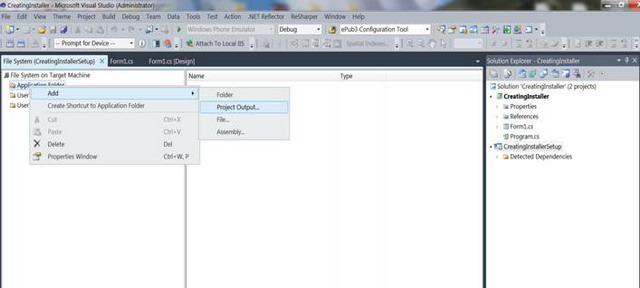 CreatingInstaller - Microsoft Visual Studio (Administrator)
File Edit View Project Build Debug Team Data Tools Test Action .NET Reflector ReSharper Window Help
Windows Phone Emulator Debug ePub3 Configuration Tool
-- Prompt for Device -- Attach To Local IIS Spatial Indexes...
File System (CreatingInstallerSetup) Form1.cs Form1.cs [Design]
File System on Target Machine
Application Folder
User
User
Name Type
Add
Create Shortcut to Application Folder
Cut Ctrl+X
Paste Ctrl+V
Delete Del
Properties Window Ctrl+W, P
Folder
Project Output...
File...
Assembly...
Solution Explorer - CreatingInstaller
Solution 'CreatingInstaller' (2 projects)
CreatingInstaller
Properties
References
Form1.cs
Program.cs
CreatingInstallerSetup
Detected Dependencies